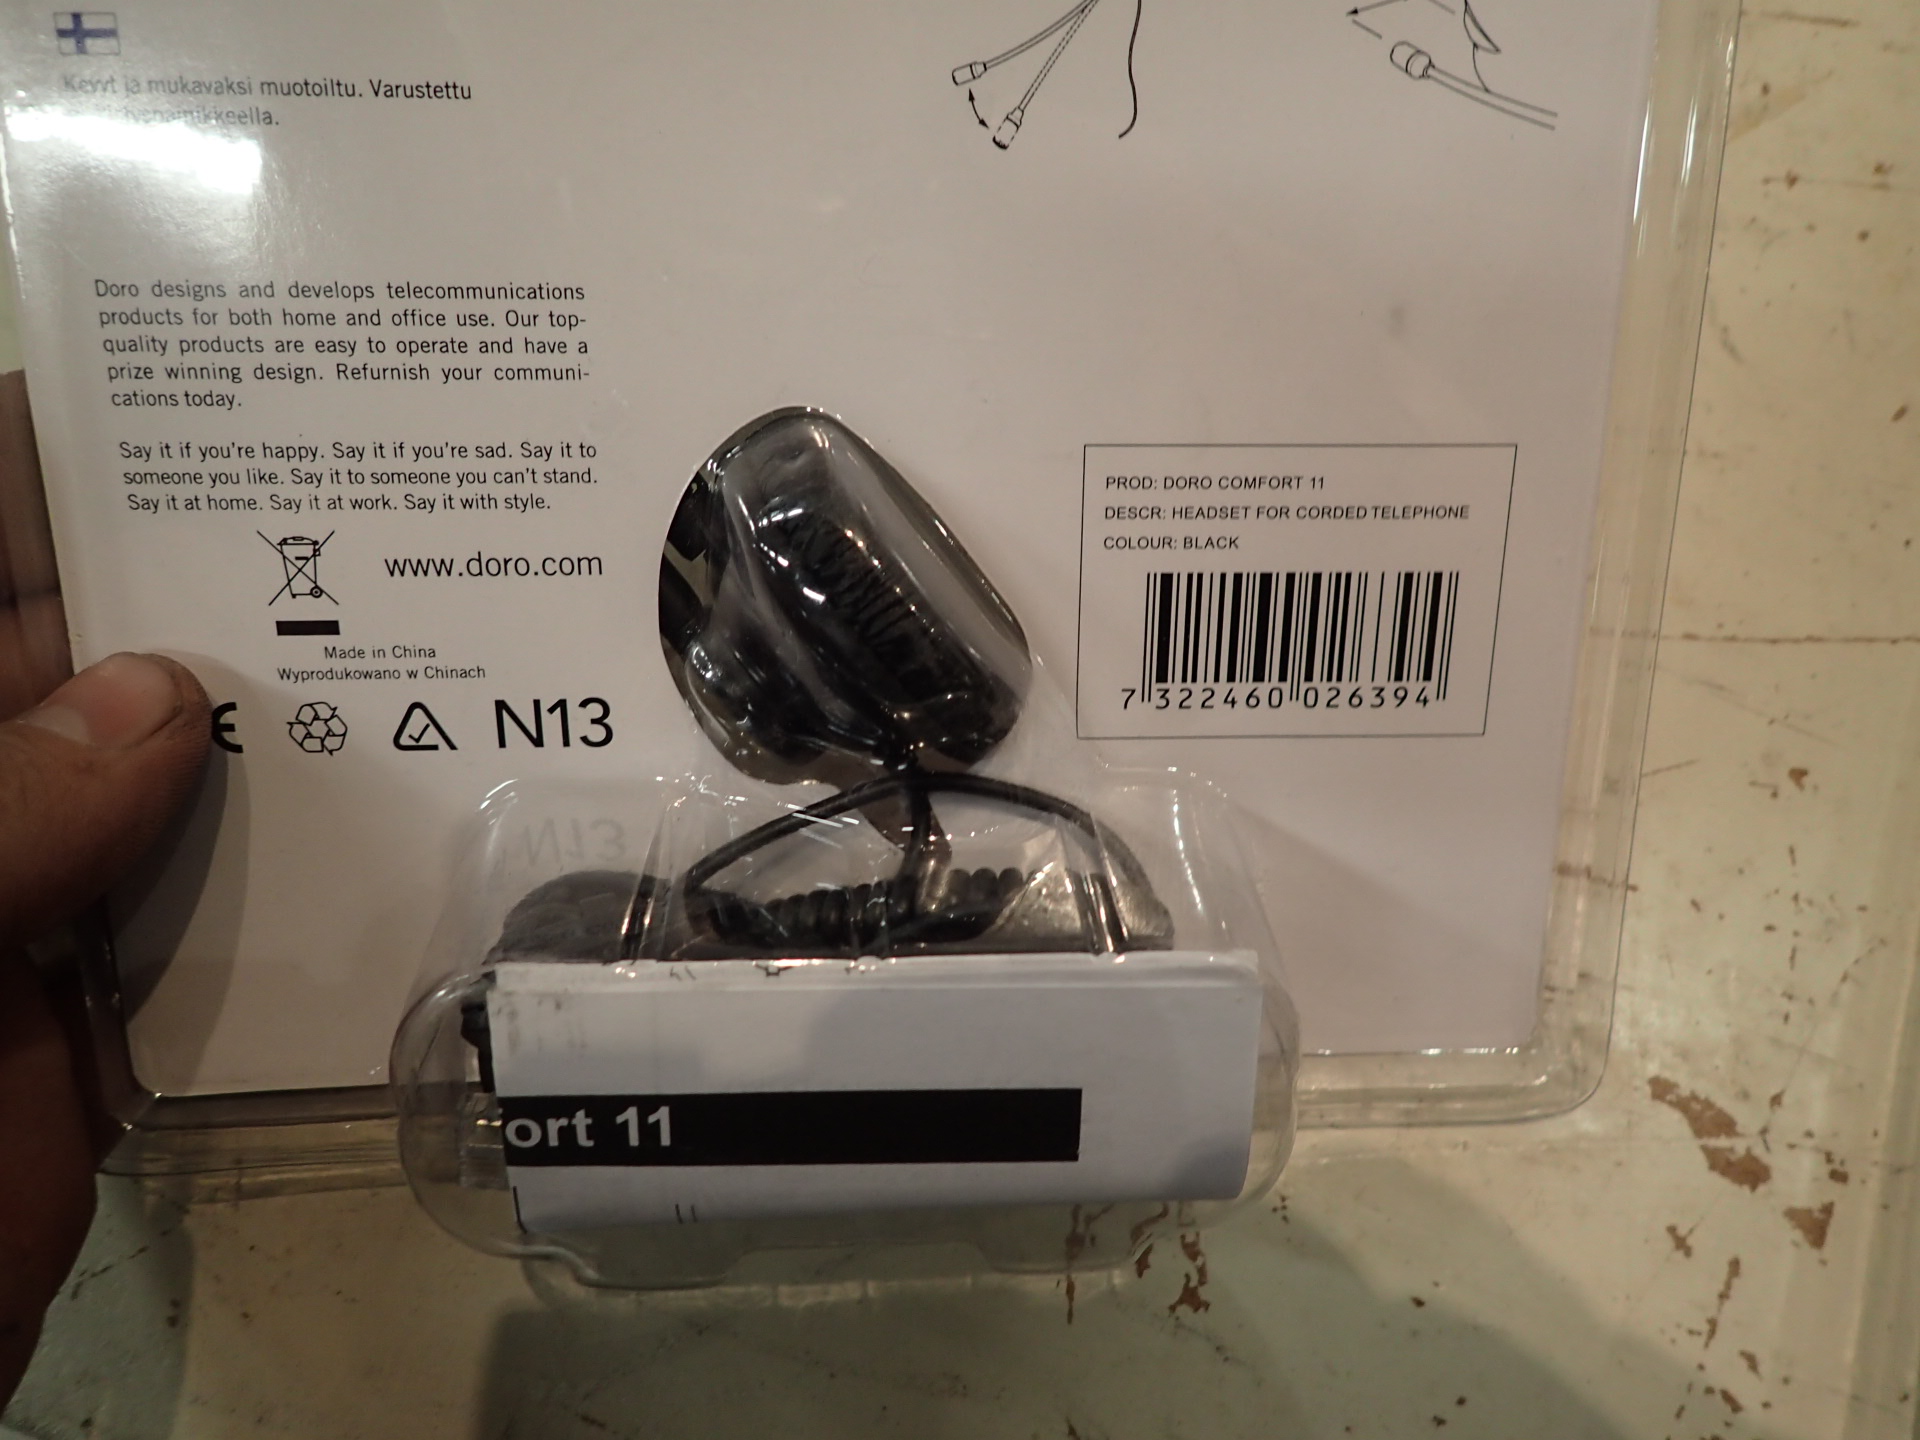 Kevyt ja mukavaksi muotoiltu. Varustettu
Doro designs and develops telecommunications
products for both home and office use. Our top-
quality products are easy to operate and have a
prize winning design. Refurnish your communi-
cations today.
Say it if you're happy. Say it if you're sad. Say it to
someone you like. Say it to someone you can't stand.
Say it at home. Say it at work. Say it with style.
www.doro.com
Made in China
Wyprodukowano w Chinach
CE
N13
PROD: DORO COMFORT 11
DESCR: HEADSET FOR CORDED TELEPHONE
COLOUR: BLACK
7 322460 026394
ort 11